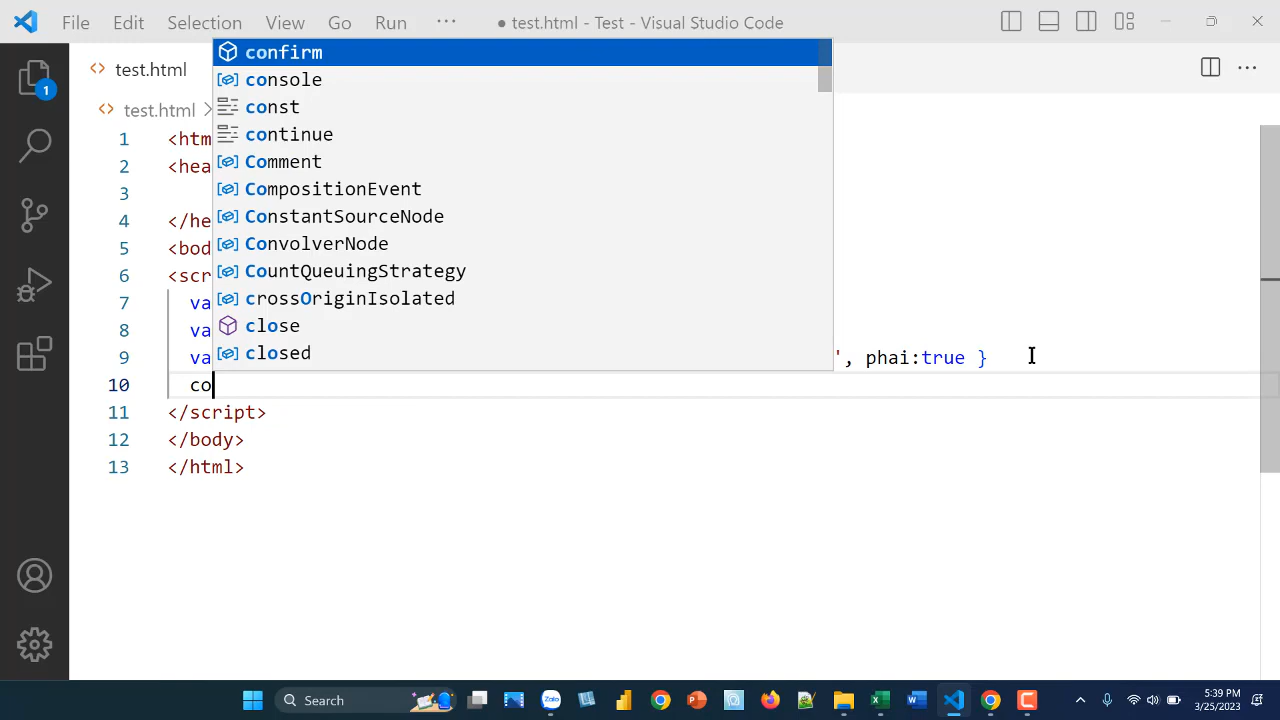 File Edit Selection View Go Run ··· ● test.html - Test - Visual Studio Code
<> test.html
1
<> test.html >
confirm
console
const
continue
Comment
CompositionEvent
ConstantSourceNode
ConvolverNode
CountQueuingStrategy
crossOriginIsolated
close
closed
1 <htm
2 <hea
3
4 </he
5 <bod
6 <scr
7 va
8 va
9 va ', phai:true }
10 co
11 </script>
12 </body>
13 </html>
Search
Zalo
5:39 PM
3/25/2023